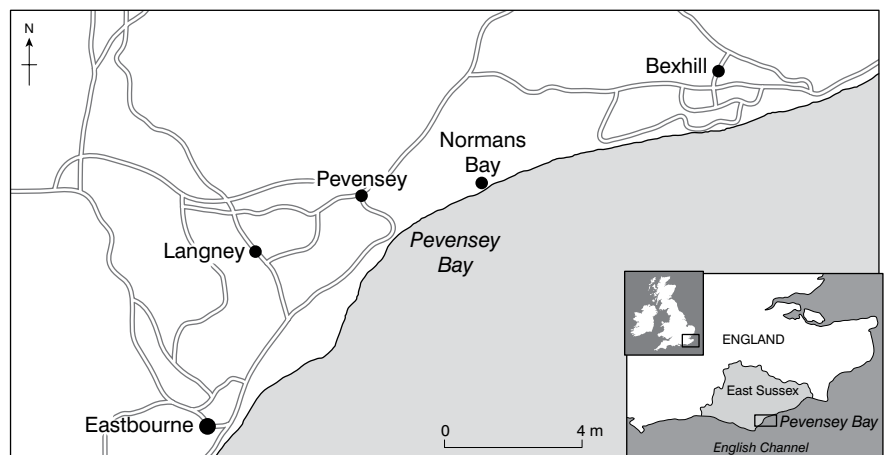 N
Bexhill
Normans
Bay
Pevensey
Langney
Pevensey
Bay
Eastbourne
0 4 m
ENGLAND
East Sussex
Pevensey Bay
English Channel